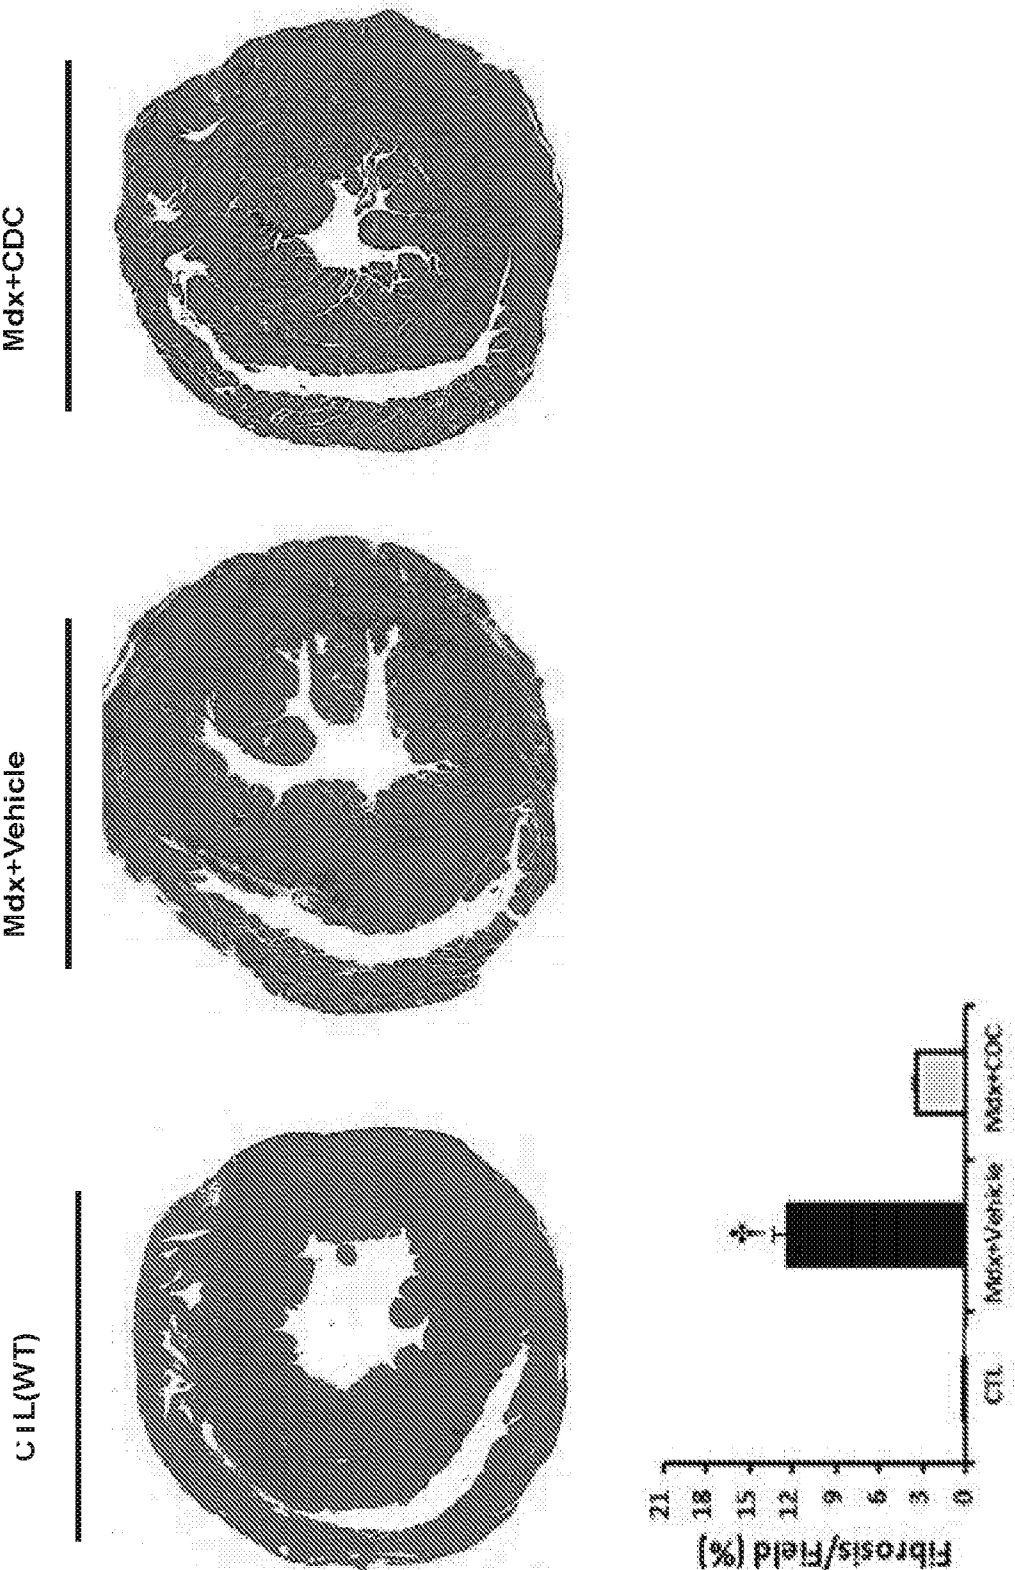 CTL(WT)
Mdx+Vehicle
Mdx+CDC
Fibrosis/Field (%)
21
18
15
12
9
6
3
0
CTL
Mdx+Vehicle
Mdx+CDC